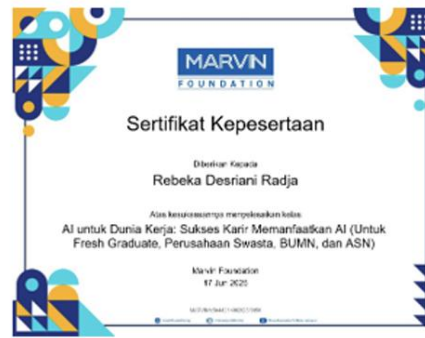 MARVIN
FOUNDATION
Sertifikat Kepesertaan
Diberikan Kepada
Rebeka Desriani Radja
Atas kesuksesannya menyelesaikan kelas
AI untuk Dunia Kerja: Sukses Karir Memanfaatkan AI (Untuk
Fresh Graduate, Perusahaan Swasta, BUMN, dan ASN)
Marvin Foundation
17 Jun 2025